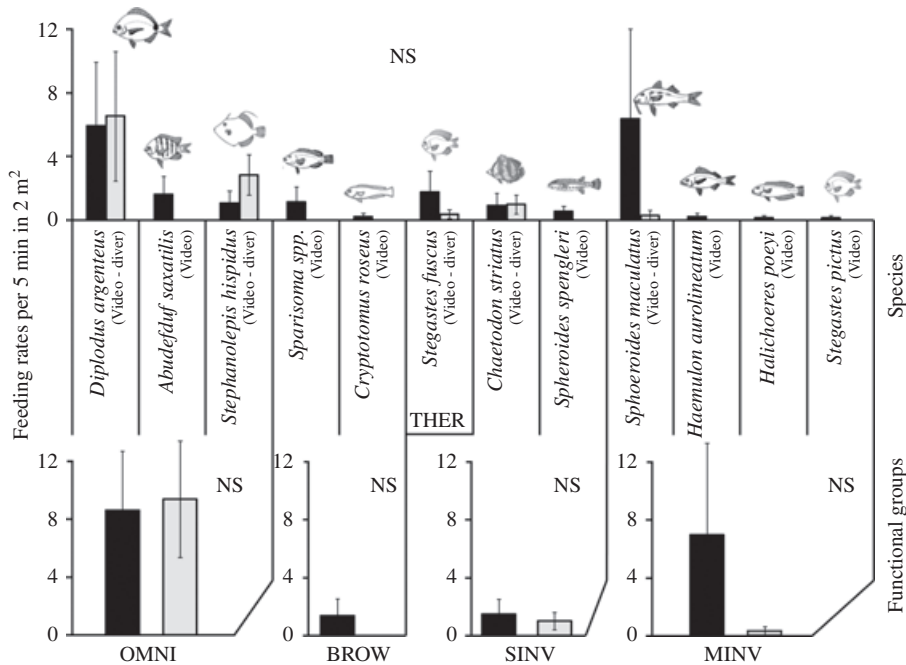 Feeding rates per 5 min in 2 m²
12
8
4
0
NS
Diplodus argenteus
(Video - diver)
Abudefduf saxatilis
(Video)
Stephanolepis hispidus
(Video - diver)
Sparisoma spp.
(Video)
Cryptotomus roseus
(Video)
Stegastes fuscus
(Video - diver)
Chaetodon striatus
(Video - diver)
Spheroides spengleri
(Video)
Sphoeroides maculatus
(Video - diver)
Haemulon aurolineatum
(Video)
Halichoeres poeyi
(Video)
Stegastes pictus
(Video)
Species
THER
12
8
4
0
NS
OMNI
12
8
4
0
NS
BROW
12
8
4
0
NS
SINV
12
8
4
0
NS
MINV
Functional groups